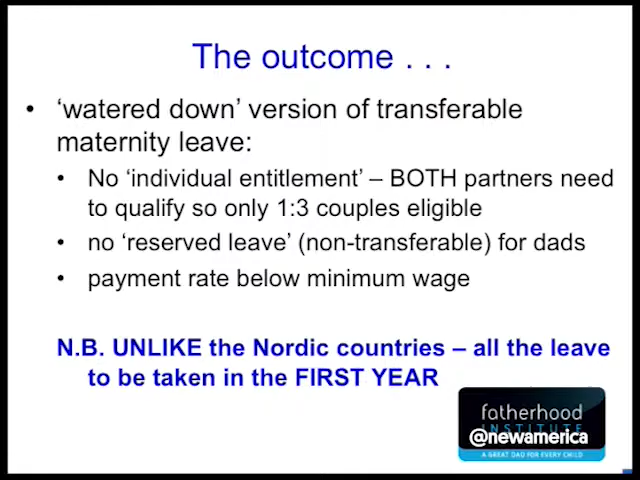 The outcome . . .
• ‘watered down’ version of transferable
maternity leave:
• No ‘individual entitlement’ – BOTH partners need
to qualify so only 1:3 couples eligible
• no ‘reserved leave’ (non-transferable) for dads
• payment rate below minimum wage
N.B. UNLIKE the Nordic countries – all the leave
to be taken in the FIRST YEAR
fatherhood
INSTITUTE
@newamerica
A GREAT DAD FOR EVERY CHILD